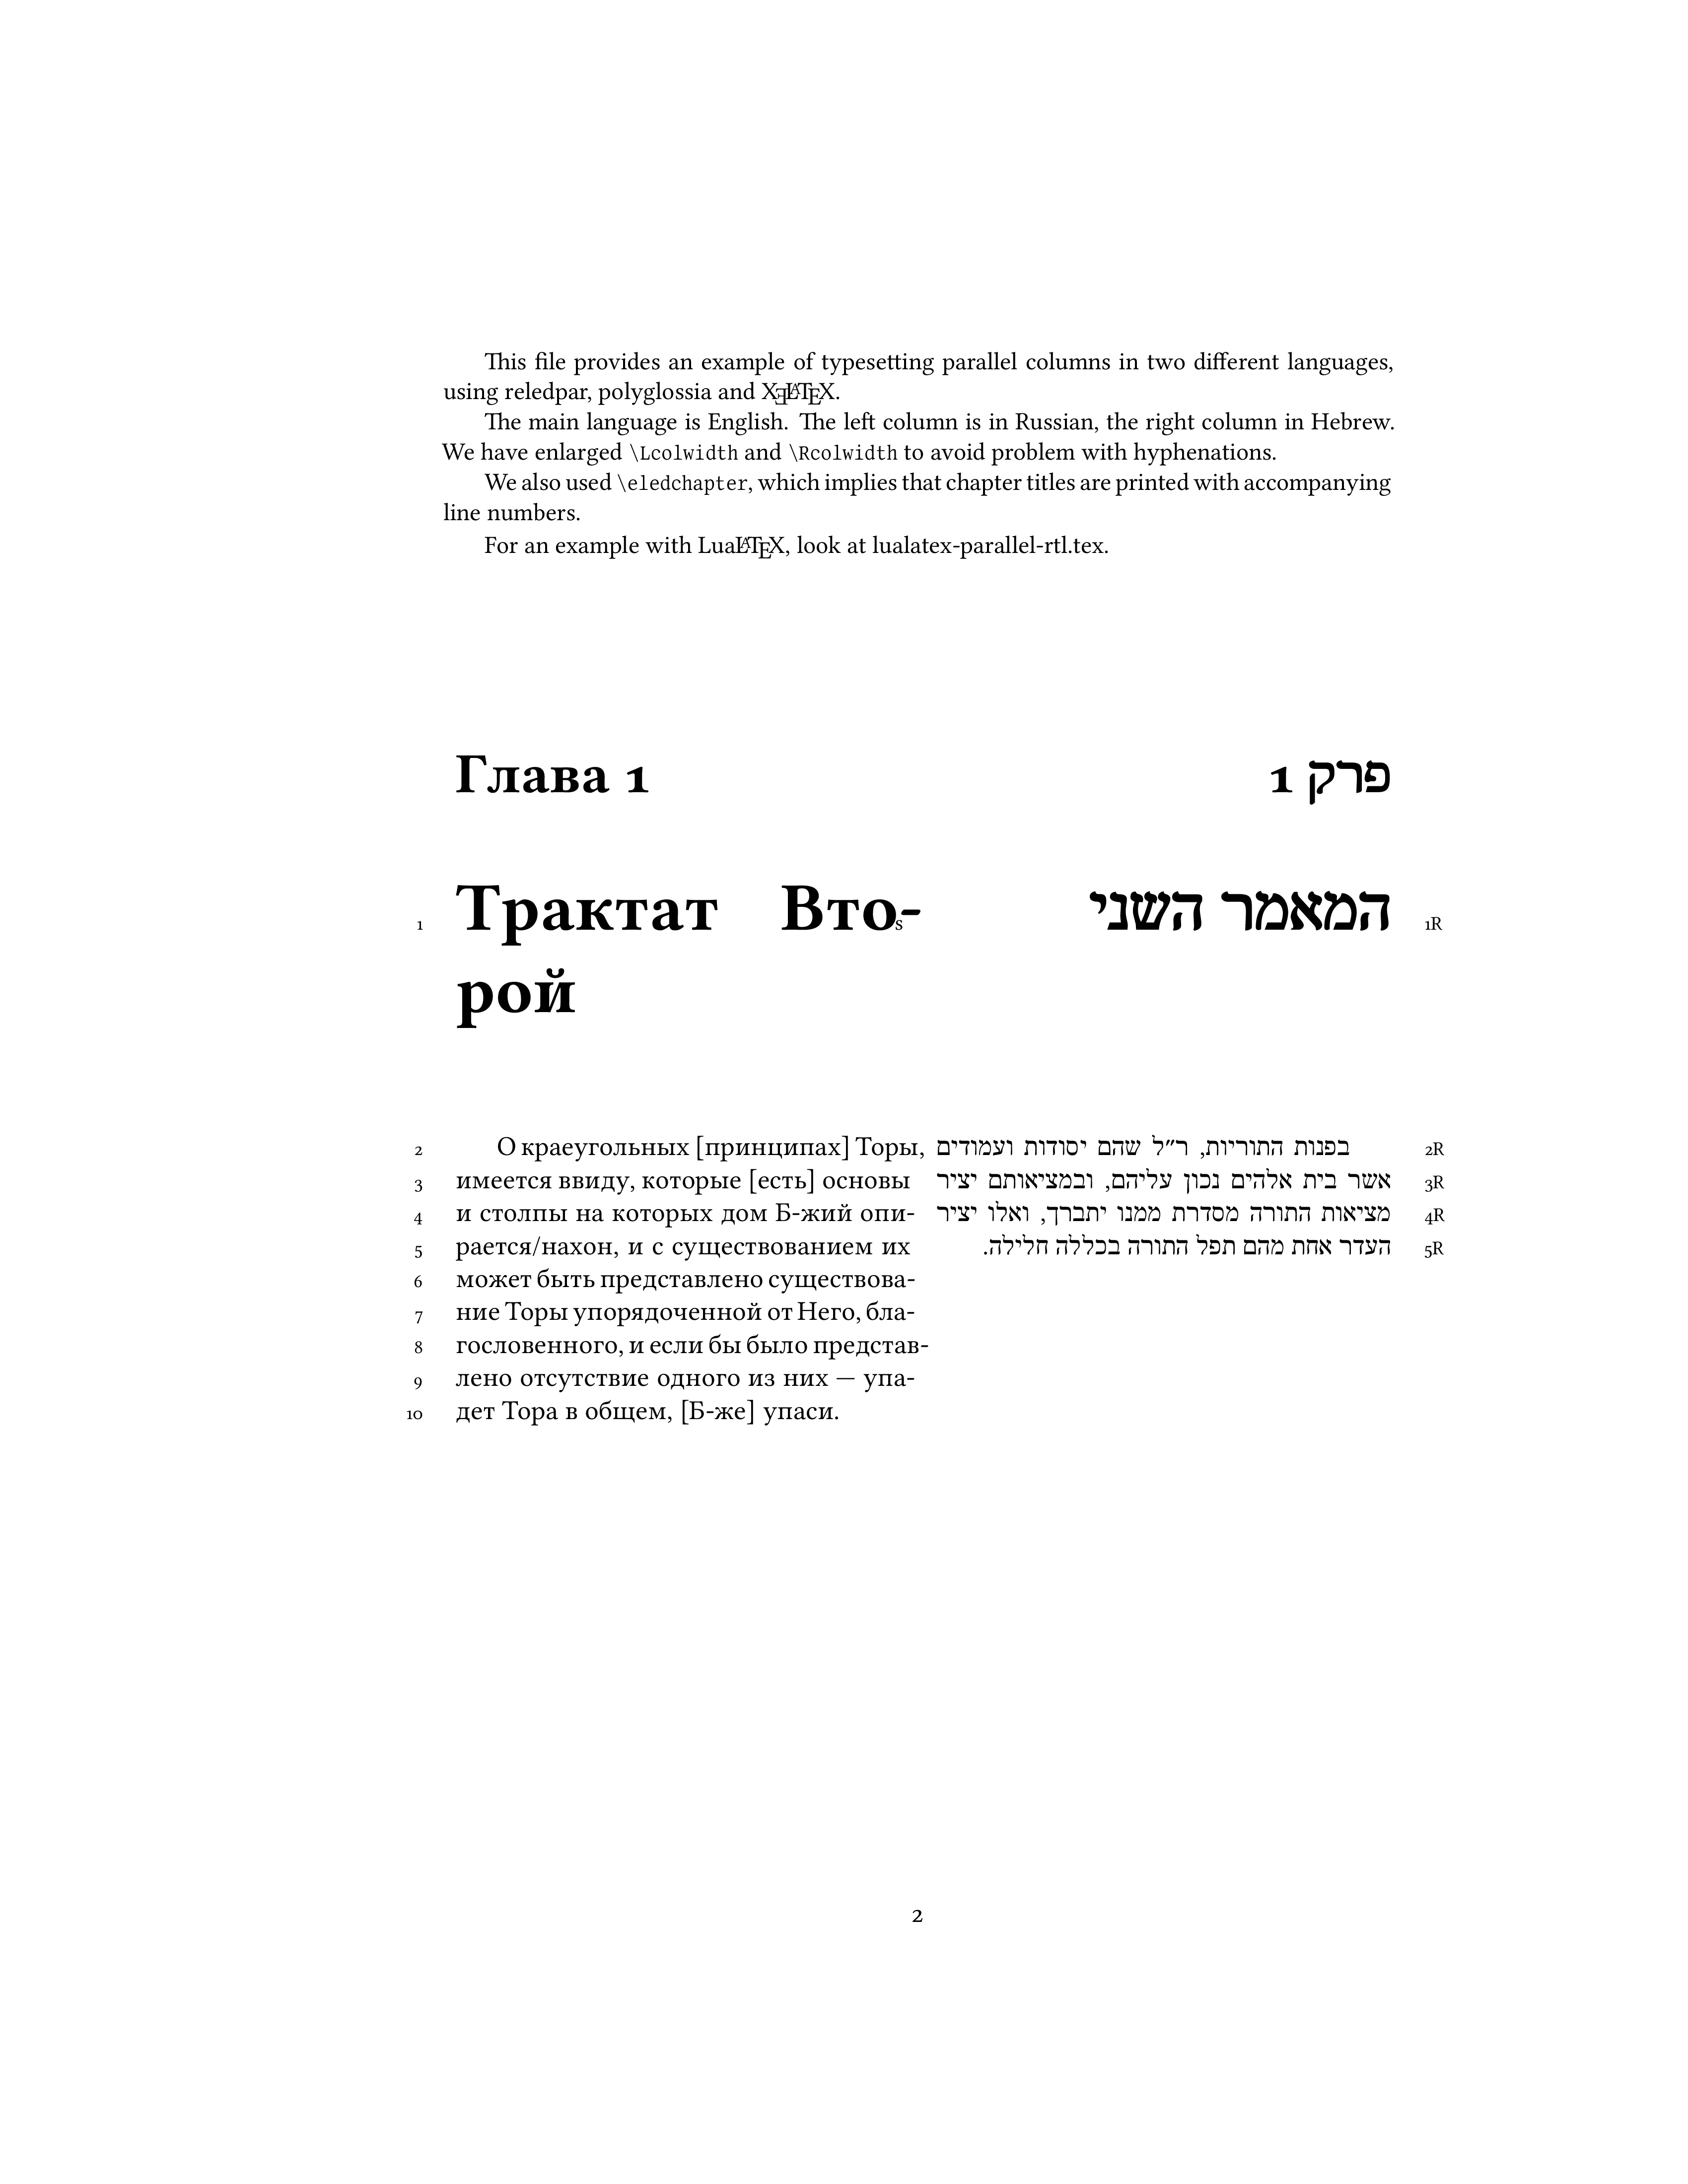 This file provides an example of typesetting parallel columns in two different languages,
using reledpar, polyglossia and XƎLATEX.
The main language is English. The left column is in Russian, the right column in Hebrew.
We have enlarged \Lcolwidth and \Rcolwidth to avoid problem with hyphenations.
We also used \eledchapter, which implies that chapter titles are printed with accompanying
line numbers.
For an example with LuaLATEX, look at lualatex-parallel-rtl.tex.
Глава 1
1 Трактат Вто-s
рой
2 О краеугольных [принципах] Торы,
3 имеется ввиду, которые [есть] основы
4 и столпы на которых дом Б-жий опи-
5 рается/нахон, и с существованием их
6 может быть представлено существова-
7 ние Торы упорядоченной от Него, бла-
8 гословенного, и если бы было представ-
9 лено отсутствие одного из них — упа-
10 дет Тора в общем, [Б-же] упаси.
פרק 1
המאמר השני 1R
בפנות התוריות, ר״ל שהם יסודות ועמודים 2R
אשר בית אלהים נכון עליהם, ובמציאותם יציר 3R
מציאות התורה מסדרת ממנו יתברך, ואלו יציר 4R
העדר אחת מהם תפל התורה בכללה חלילה. 5R
2